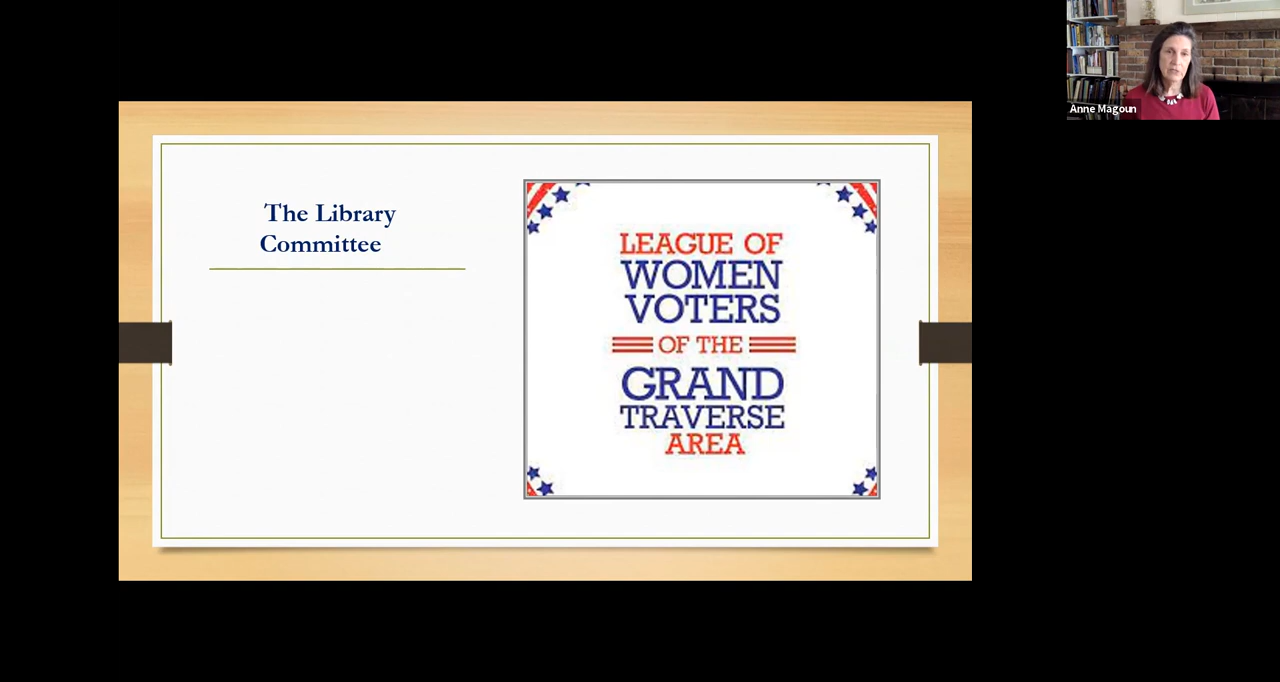 The Library
Committee
LEAGUE OF
WOMEN
VOTERS
OF THE
GRAND
TRAVERSE
AREA
Anne Magoun